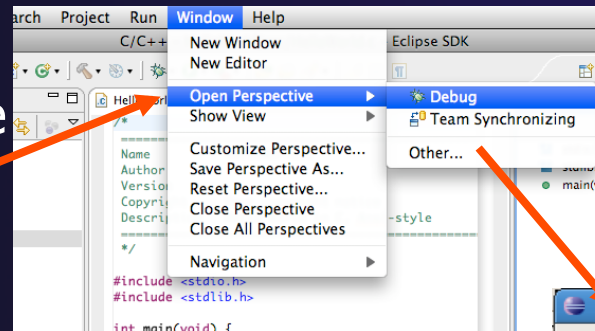 arch Project Run Window Help
C/C++ Eclipse SDK
New Window
New Editor
Open Perspective
Show View
Customize Perspective...
Save Perspective As...
Reset Perspective...
Close Perspective
Close All Perspectives
Navigation
Debug
Team Synchronizing
Other...
e
Hell
/*
Name
Author
Versio
Copyri
Descri -style
*/
#include <stdio.h>
#include <stdlib.h>
int main(void) {
main(